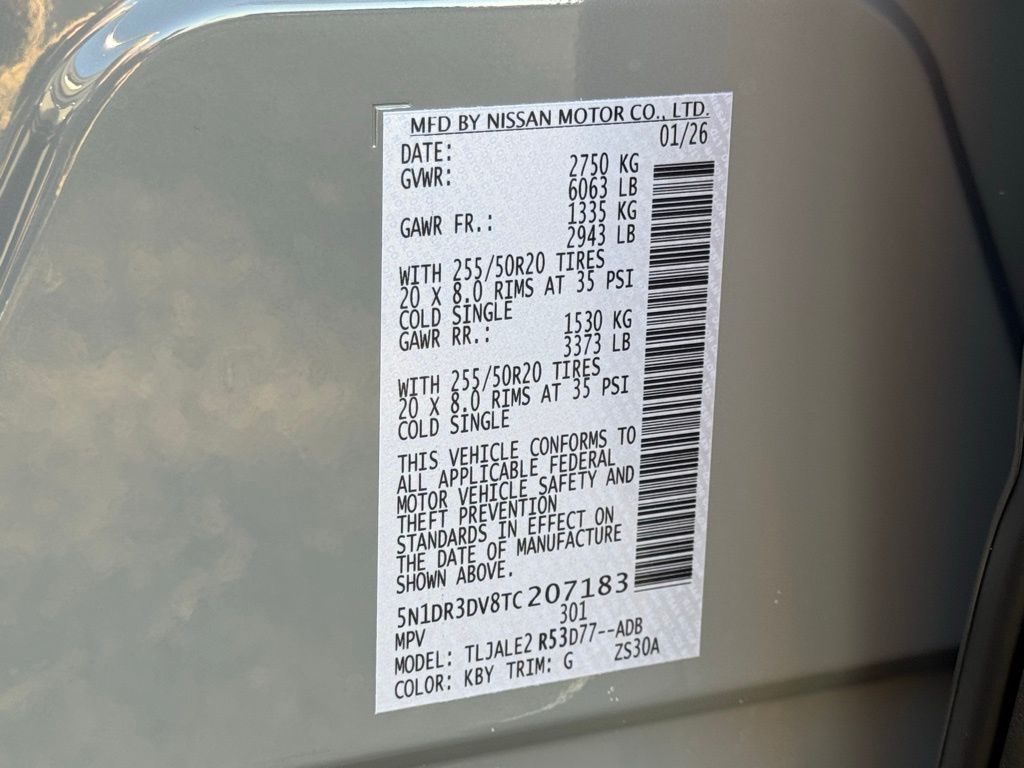 MFD BY NISSAN MOTOR CO., LTD.
DATE: 01/26
GVWR: 2750 KG
6063 LB
GAWR FR.: 1335 KG
2943 LB
WITH 255/50R20 TIRES
20 X 8.0 RIMS AT 35 PSI
COLD SINGLE
GAWR RR.: 1530 KG
3373 LB
WITH 255/50R20 TIRES
20 X 8.0 RIMS AT 35 PSI
COLD SINGLE
THIS VEHICLE CONFORMS TO
ALL APPLICABLE FEDERAL
MOTOR VEHICLE SAFETY AND
THEFT PREVENTION
STANDARDS IN EFFECT ON
THE DATE OF MANUFACTURE
SHOWN ABOVE.
5N1DR3DV8TC207183
MPV 301
MODEL: TLJALE2 R53D77--ADB
COLOR: KBY TRIM: G ZS30A